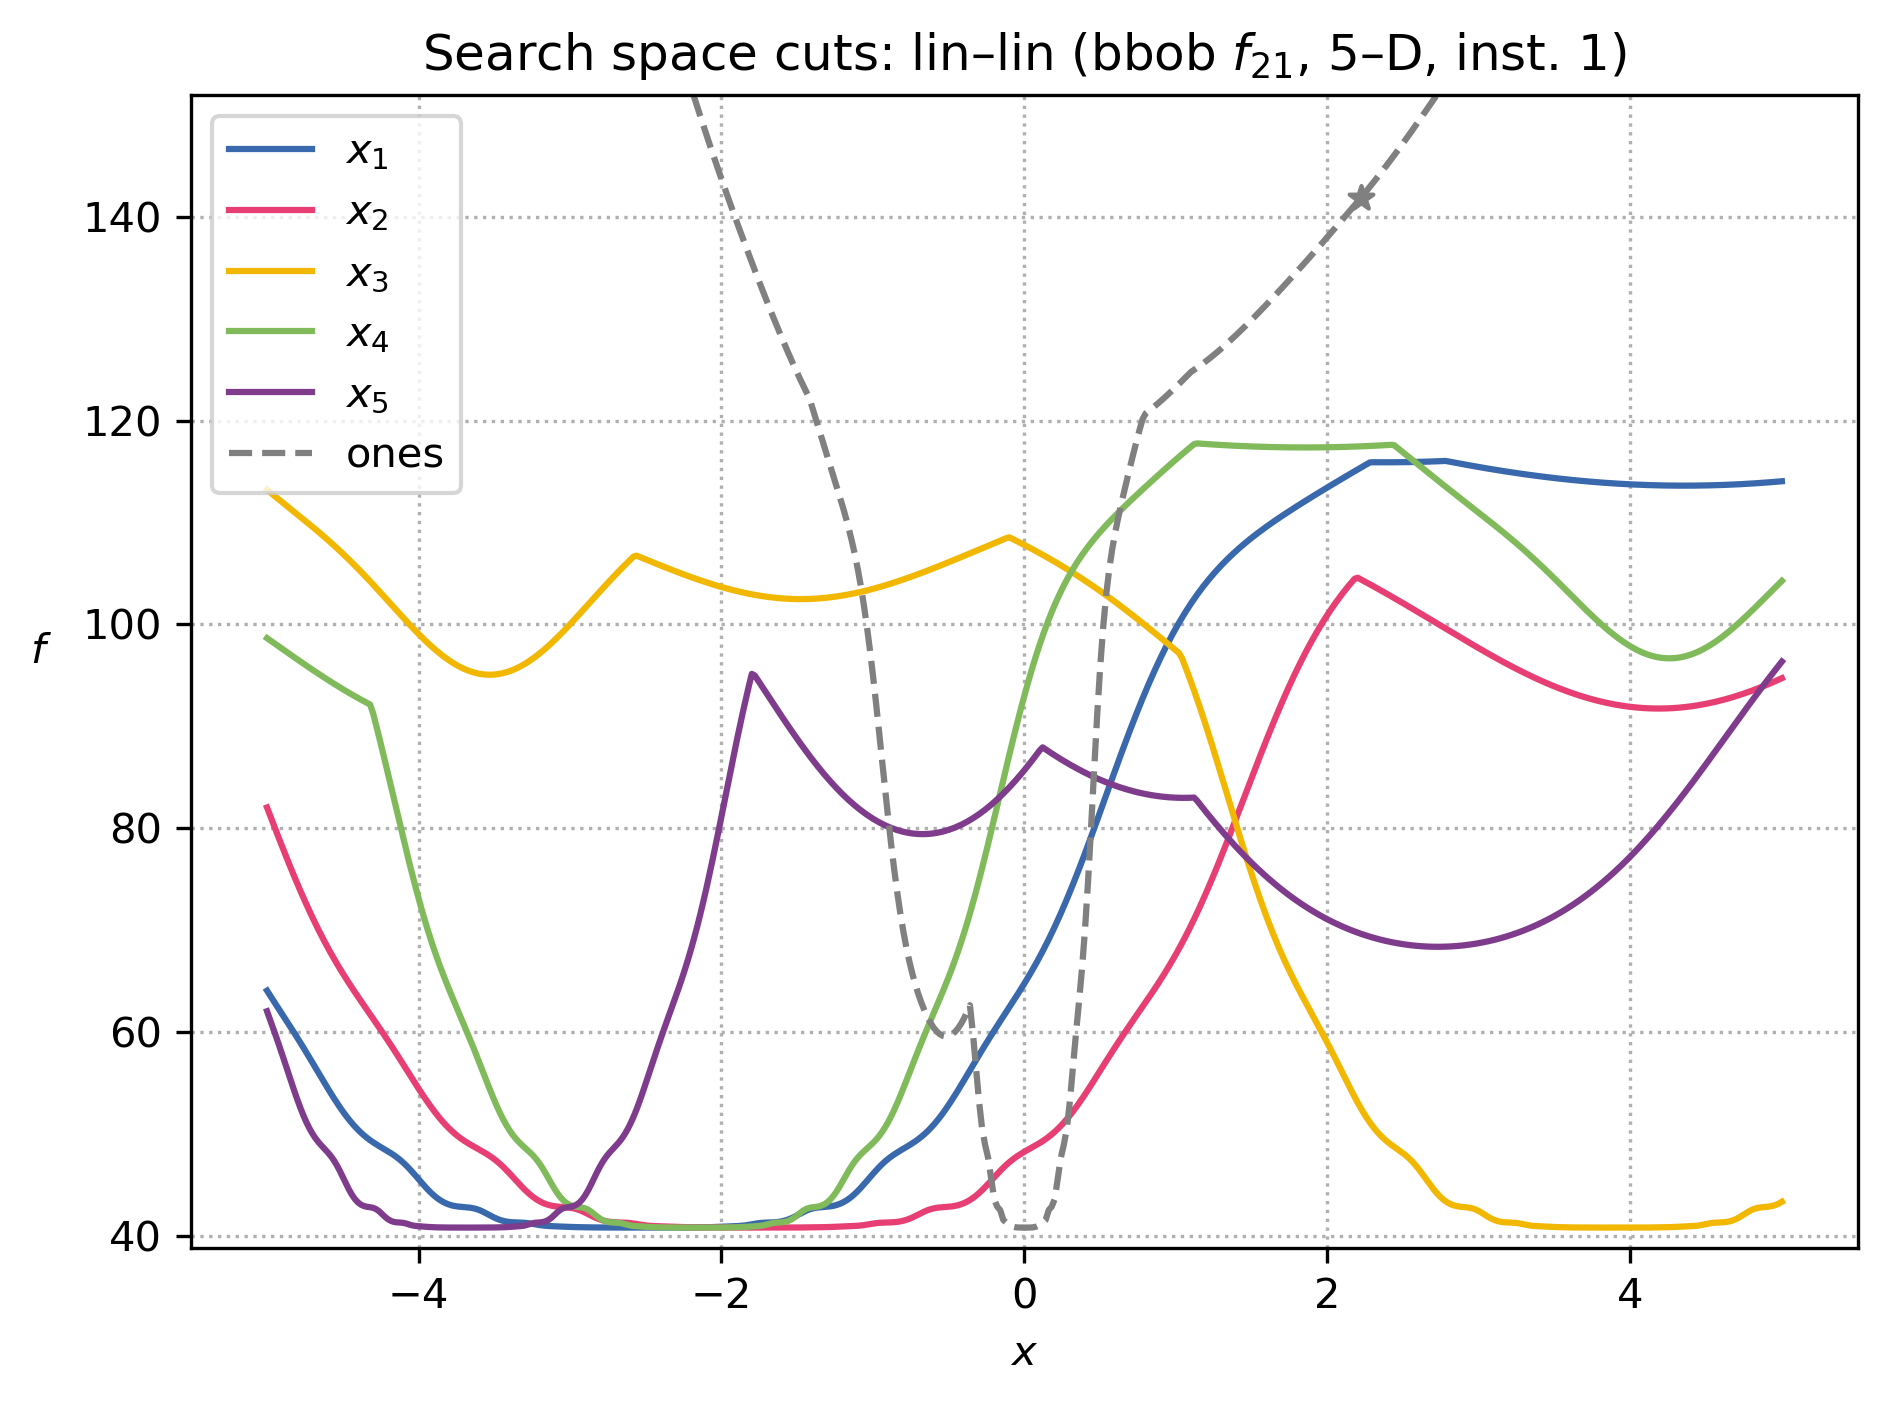 Search space cuts: lin–lin (bbob f₂₁, 5–D, inst. 1)
x₁
x₂
x₃
x₄
x₅
ones
140
120
100
80
60
40
f
−4 −2 0 2 4
x